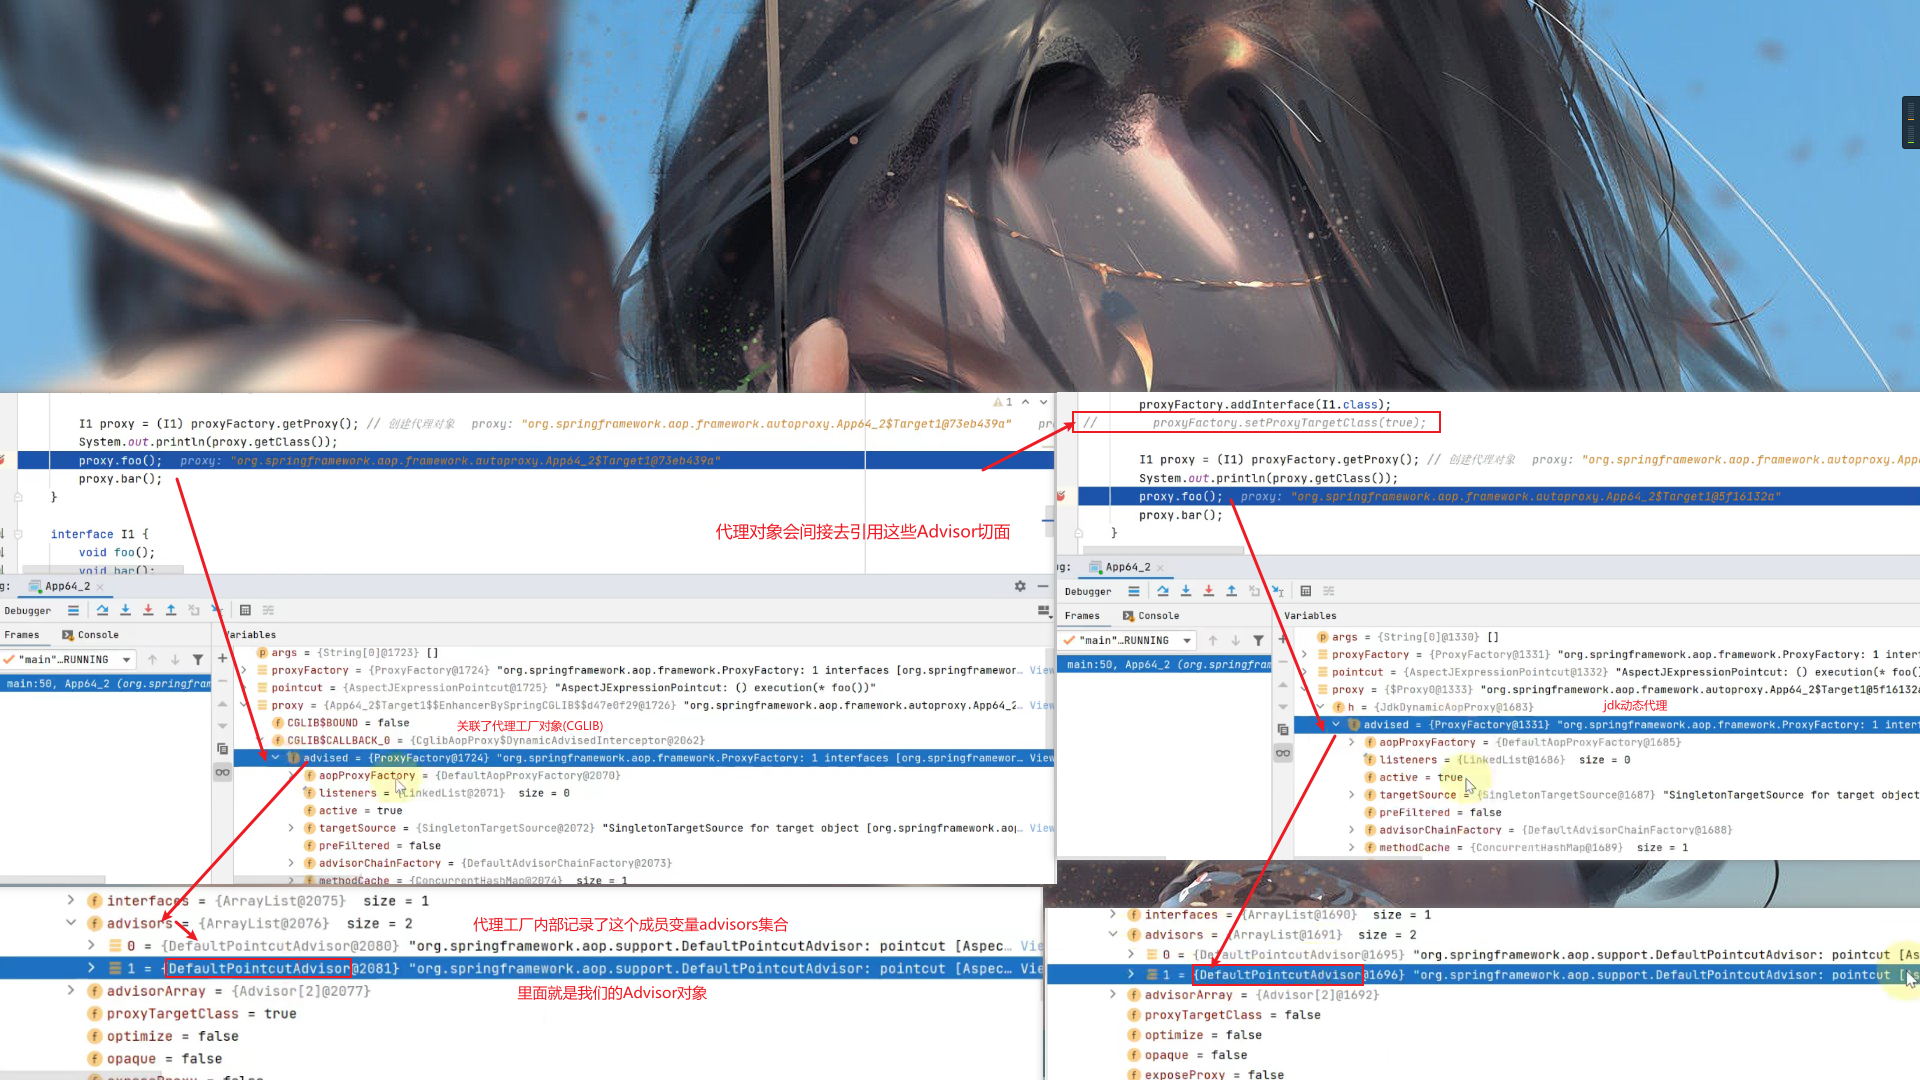 I1 proxy = (I1) proxyFactory.getProxy(); // 创建代理对象 proxy: "org.springframework.aop.framework.autoproxy.App64_2$Target1@73eb439a"
System.out.println(proxy.getClass());
proxy.foo(); proxy: "org.springframework.aop.framework.autoproxy.App64_2$Target1@73eb439a"
proxy.bar();
}
interface I1 {
void foo();
void bar();
1
代理对象会间接去引用这些Advisor切面
App64_2
Debugger
Frames
Console
Variables
"main"…RUNNING
main:50, App64_2 (org.springfram
args = {String[0]@1723} []
proxyFactory = {ProxyFactory@1724} "org.springframework.aop.framework.ProxyFactory: 1 interfaces [org.springframewor… View
pointcut = {AspectJExpressionPointcut@1725} "AspectJExpressionPointcut: () execution(* foo())"
proxy = {App64_2$Target1$$EnhancerBySpringCGLIB$$d47e0f29@1726} "org.springframework.aop.framework.autoproxy.App64_2… View
CGLIB$BOUND = false
关联了代理工厂对象(CGLIB)
CGLIB$CALLBACK_0 = {CglibAopProxy$DynamicAdvisedInterceptor@2062}
advised = {ProxyFactory@1724} "org.springframework.aop.framework.ProxyFactory: 1 interfaces [org.springframewor… View
aopProxyFactory = {DefaultAopProxyFactory@2070}
listeners = {LinkedList@2071} size = 0
active = true
targetSource = {SingletonTargetSource@2072} "SingletonTargetSource for target object [org.springframework.ao… View
preFiltered = false
advisorChainFactory = {DefaultAdvisorChainFactory@2073}
methodCache = {ConcurrentHashMap@2074} size = 1
interfaces = {ArrayList@2075} size = 1
advisors = {ArrayList@2076} size = 2
代理工厂内部记录了这个成员变量advisors集合
0 = {DefaultPointcutAdvisor@2080} "org.springframework.aop.support.DefaultPointcutAdvisor: pointcut [Aspec… Vie
1 = {DefaultPointcutAdvisor@2081} "org.springframework.aop.support.DefaultPointcutAdvisor: pointcut [Aspec… Vie
advisorArray = {Advisor[2]@2077}
里面就是我们的Advisor对象
proxyTargetClass = true
optimize = false
opaque = false
exposeProxy = false
proxyFactory.addInterface(I1.class);
// proxyFactory.setProxyTargetClass(true);
I1 proxy = (I1) proxyFactory.getProxy(); // 创建代理对象 proxy: "org.springframework.aop.framework.autoproxy.App
System.out.println(proxy.getClass());
proxy.foo(); proxy: "org.springframework.aop.framework.autoproxy.App64_2$Target1@5f16132a"
proxy.bar();
}
App64_2
Debugger
Frames
Console
Variables
"main"…RUNNING
main:50, App64_2 (org.springfram
args = {String[0]@1330} []
proxyFactory = {ProxyFactory@1331} "org.springframework.aop.framework.ProxyFactory: 1 interf
pointcut = {AspectJExpressionPointcut@1332} "AspectJExpressionPointcut: () execution(* foo()
proxy = {$Proxy0@1333} "org.springframework.aop.framework.autoproxy.App64_2$Target1@5f16132a
h = {JdkDynamicAopProxy@1683}
jdk动态代理
advised = {ProxyFactory@1331} "org.springframework.aop.framework.ProxyFactory: 1 interf
aopProxyFactory = {DefaultAopProxyFactory@1685}
listeners = {LinkedList@1686} size = 0
active = true
targetSource = {SingletonTargetSource@1687} "SingletonTargetSource for target object
preFiltered = false
advisorChainFactory = {DefaultAdvisorChainFactory@1688}
methodCache = {ConcurrentHashMap@1689} size = 1
interfaces = {ArrayList@1690} size = 1
advisors = {ArrayList@1691} size = 2
0 = {DefaultPointcutAdvisor@1695} "org.springframework.aop.support.DefaultPointcutAdvisor: pointcut [As
1 = {DefaultPointcutAdvisor@1696} "org.springframework.aop.support.DefaultPointcutAdvisor: pointcut [As
advisorArray = {Advisor[2]@1692}
proxyTargetClass = false
optimize = false
opaque = false
exposeProxy = false